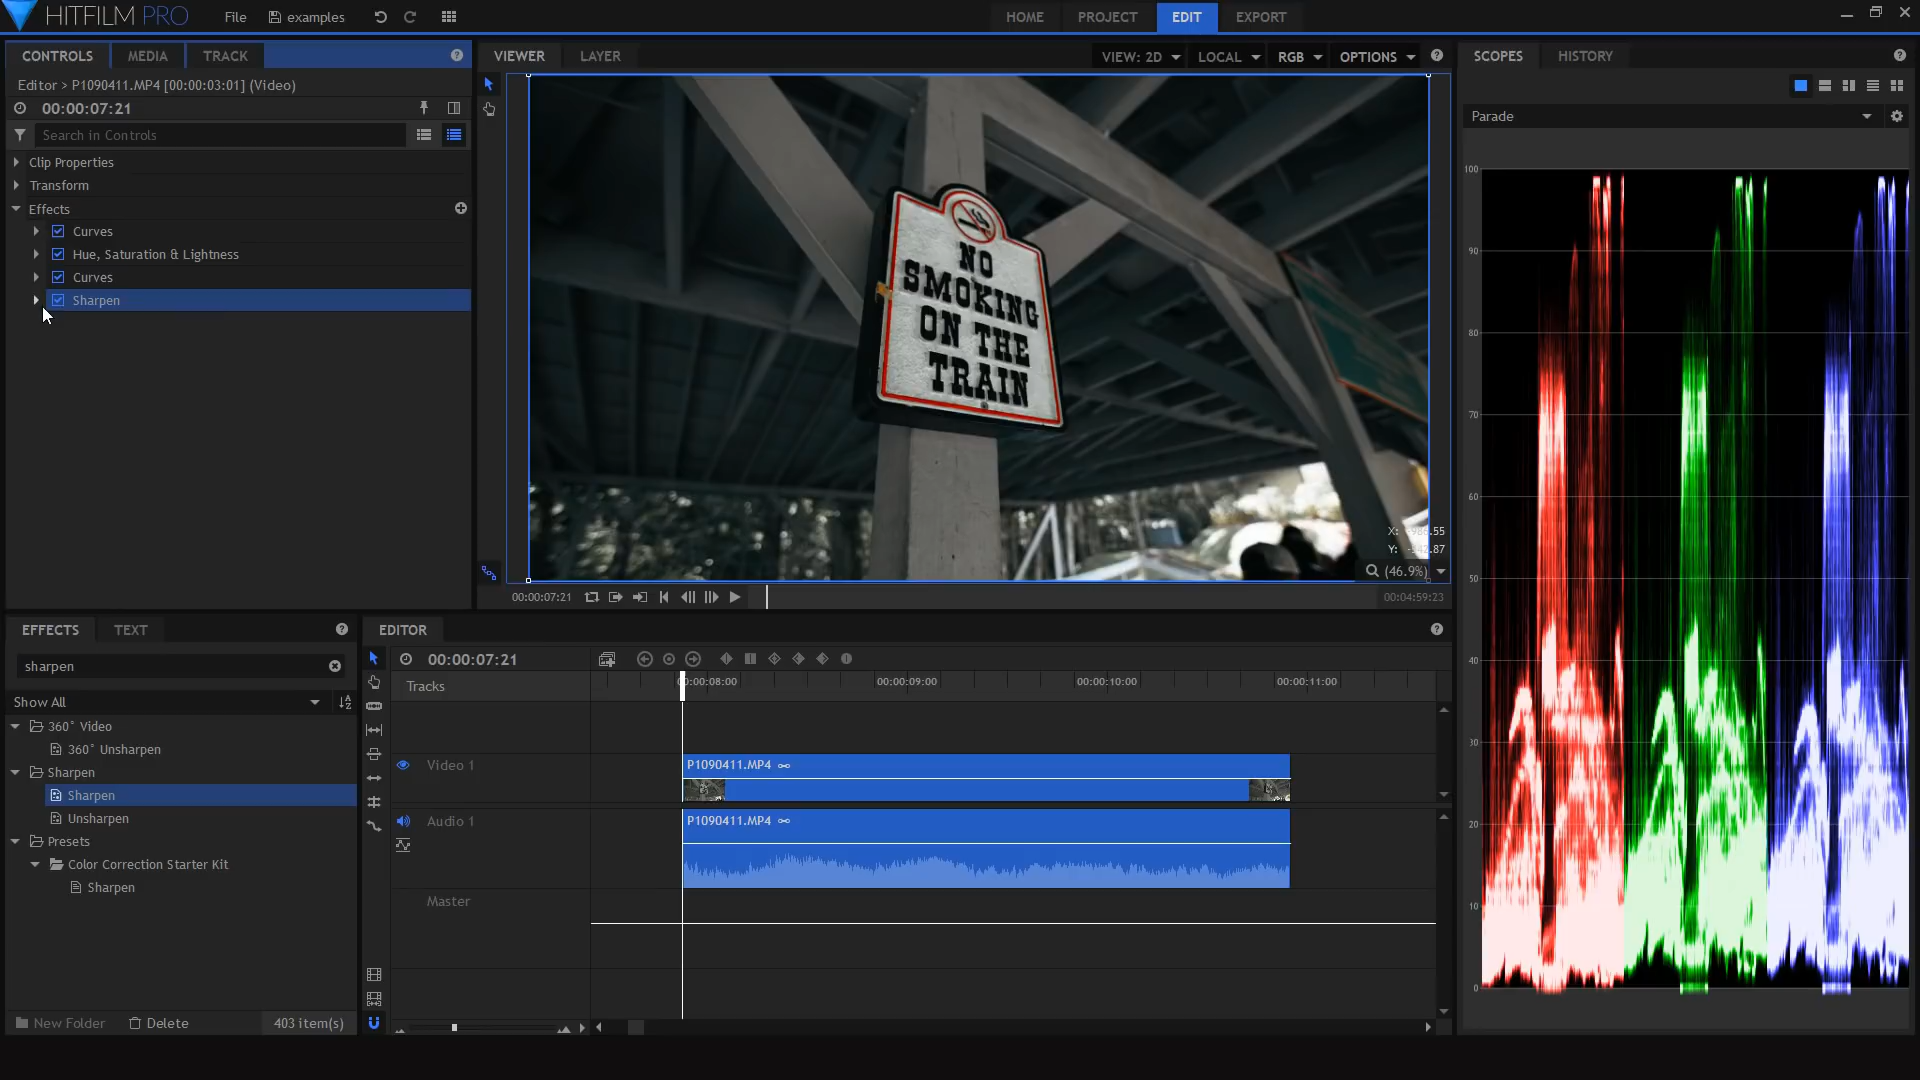 HITFILM PRO
File
examples
HOME
PROJECT
EDIT
EXPORT
CONTROLS
MEDIA
TRACK
Editor > P1090411.MP4 [00:00:03:01] (Video)
00:00:07:21
Search in Controls
Clip Properties
Transform
Effects
Curves
Hue, Saturation & Lightness
Curves
Sharpen
VIEWER
LAYER
VIEW: 2D
LOCAL
RGB
OPTIONS
NO
SMOKING
ON THE
TRAIN
(46.9%)
00:00:07:21
00:04:59:23
SCOPES
HISTORY
Parade
100
90
80
70
60
50
40
30
20
10
0
EFFECTS
TEXT
sharpen
Show All
360° Video
360° Unsharpen
Sharpen
Sharpen
Unsharpen
Presets
Color Correction Starter Kit
Sharpen
New Folder
Delete
403 item(s)
EDITOR
00:00:07:21
Tracks
00:00:08:00
00:00:09:00
00:00:10:00
00:00:11:00
Video 1
P1090411.MP4
Audio 1
P1090411.MP4
Master